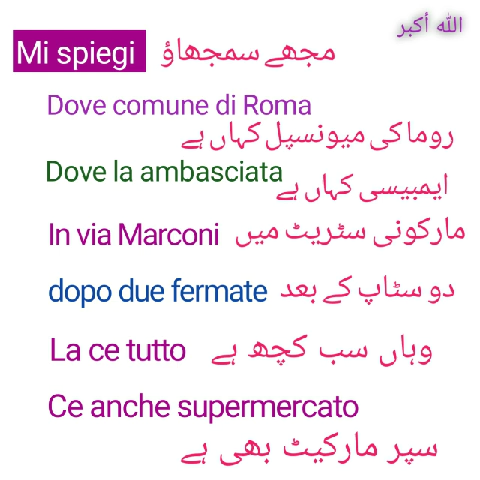 الله أكبر
Mi spiegi مجھے سمجھاؤ
Dove comune di Roma
روما کی میونسپل کہاں ہے
Dove la ambasciata
ایمبیسی کہاں ہے
In via Marconi مارکونی سٹریٹ میں
dopo due fermate دو سٹاپ کے بعد
La ce tutto وہاں سب کچھ ہے
Ce anche supermercato
سپر مارکیٹ بھی ہے